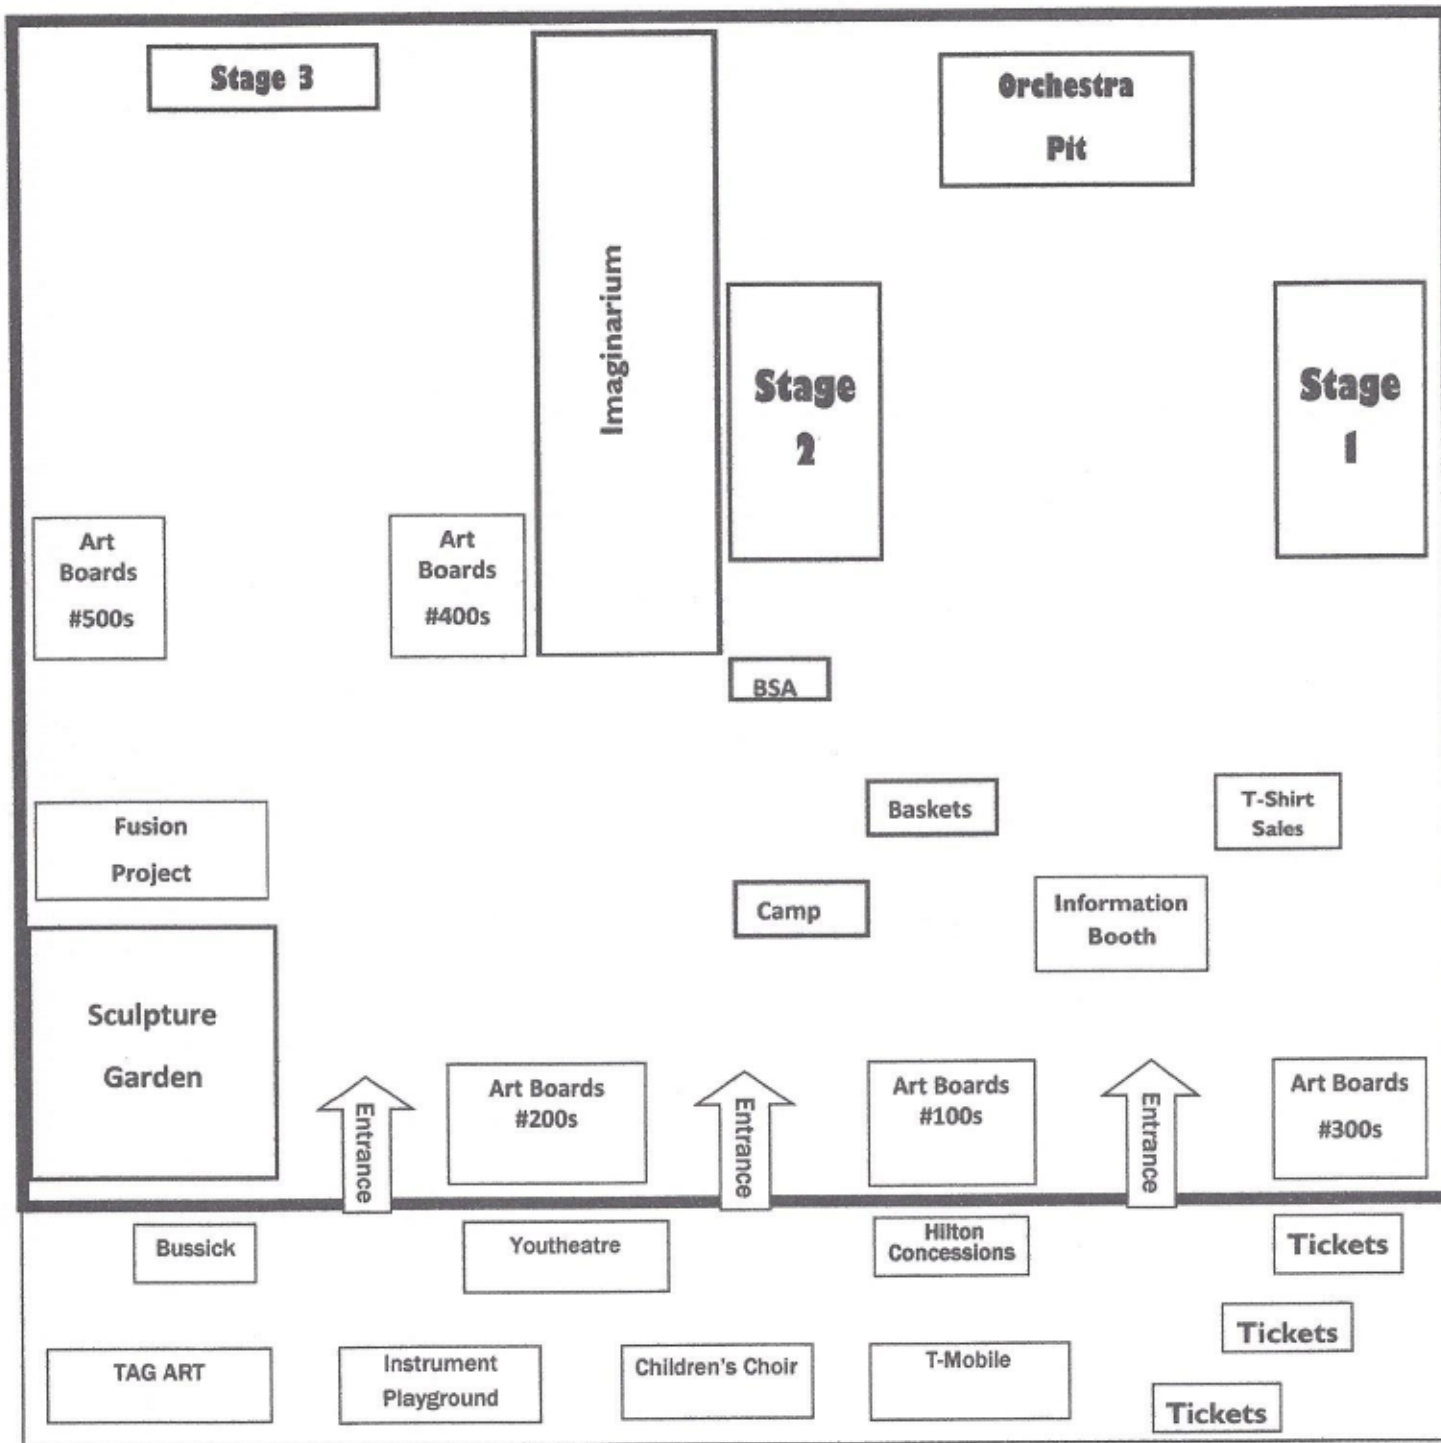 Stage 3
Orchestra
Pit
Imaginarium
Stage
2
Stage
1
Art
Boards
#500s
Art
Boards
#400s
BSA
Baskets
T-Shirt
Sales
Fusion
Project
Camp
Information
Booth
Sculpture
Garden
Entrance
Art Boards
#200s
Entrance
Art Boards
#100s
Entrance
Art Boards
#300s
Bussick
Youtheatre
Hilton
Concessions
Tickets
Tickets
TAG ART
Instrument
Playground
Children's Choir
T-Mobile
Tickets